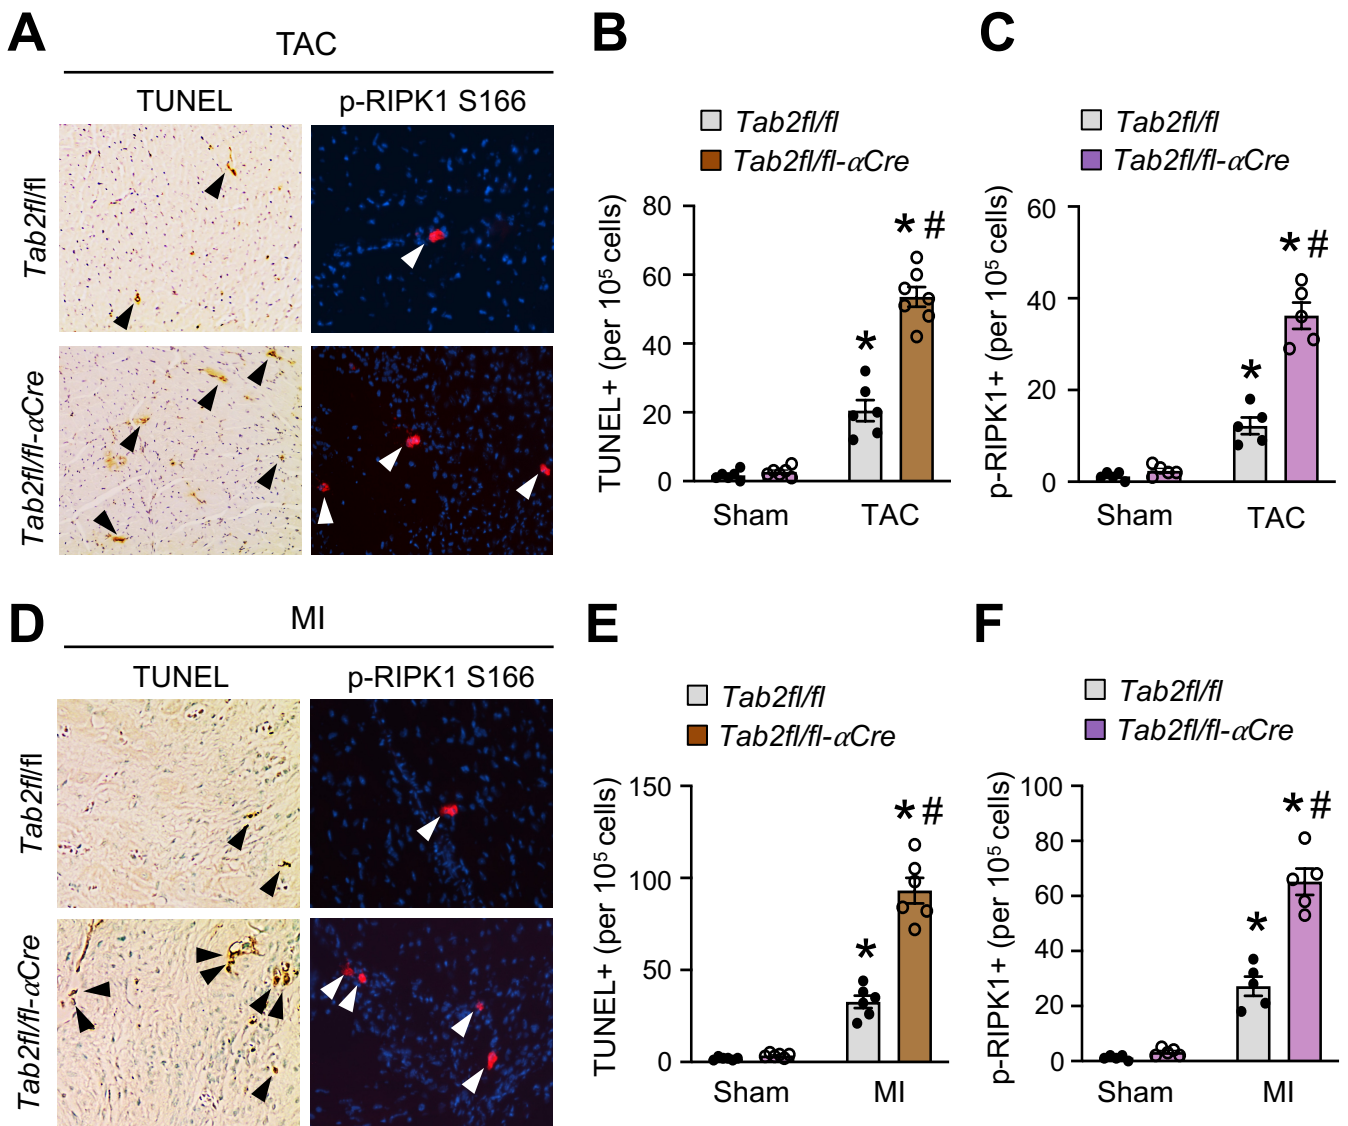 A
TAC
TUNEL
p-RIPK1 S166
Tab2fl/fl
Tab2fl/fl-αCre
B
Tab2fl/fl
Tab2fl/fl-αCre
TUNEL+ (per 10⁵ cells)
80
60
40
20
0
*
* #
Sham
TAC
C
Tab2fl/fl
Tab2fl/fl-αCre
p-RIPK1+ (per 10⁵ cells)
60
40
20
0
*
* #
Sham
TAC
D
MI
TUNEL
p-RIPK1 S166
Tab2fl/fl
Tab2fl/fl-αCre
E
Tab2fl/fl
Tab2fl/fl-αCre
TUNEL+ (per 10⁵ cells)
150
100
50
0
*
* #
Sham
MI
F
Tab2fl/fl
Tab2fl/fl-αCre
p-RIPK1+ (per 10⁵ cells)
100
80
60
40
20
0
*
* #
Sham
MI